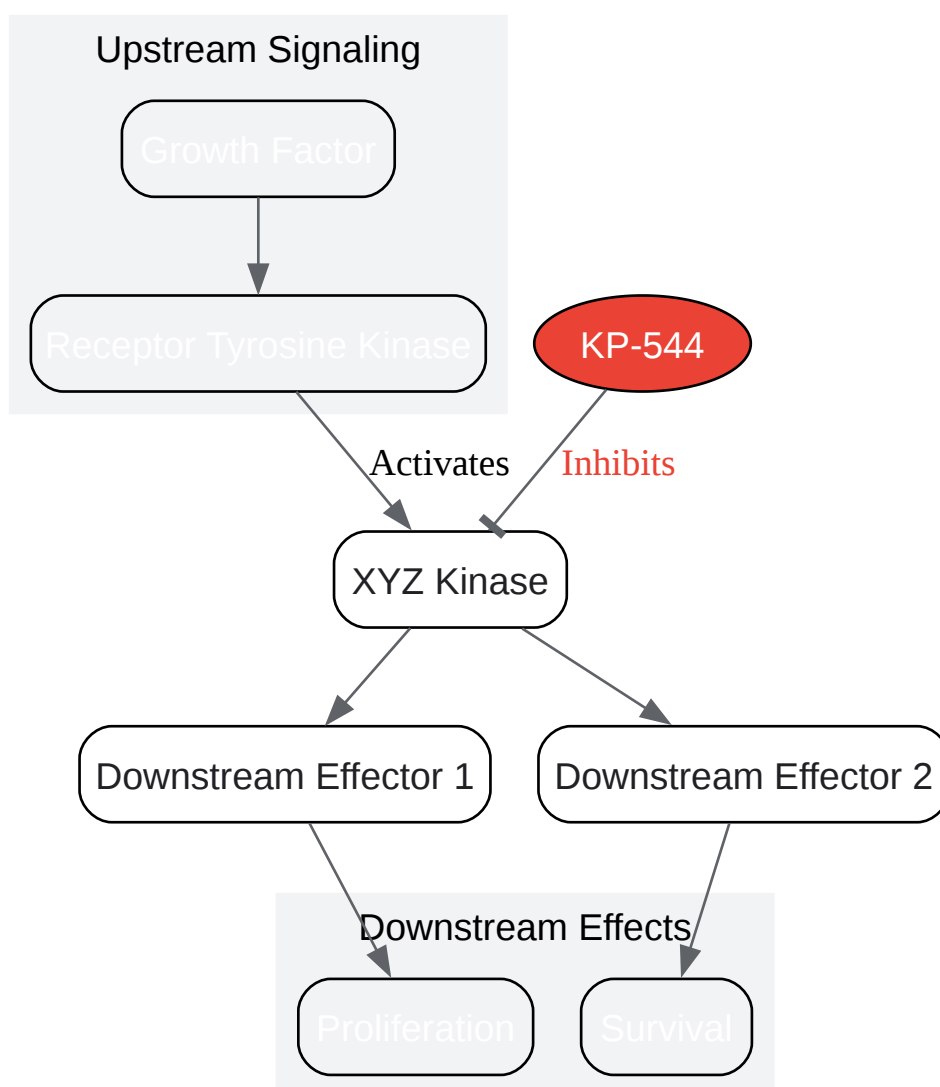 Upstream Signaling
Growth Factor
Receptor Tyrosine Kinase
KP-544
Activates
Inhibits
XYZ Kinase
Downstream Effector 1
Downstream Effector 2
Downstream Effects
Proliferation
Survival